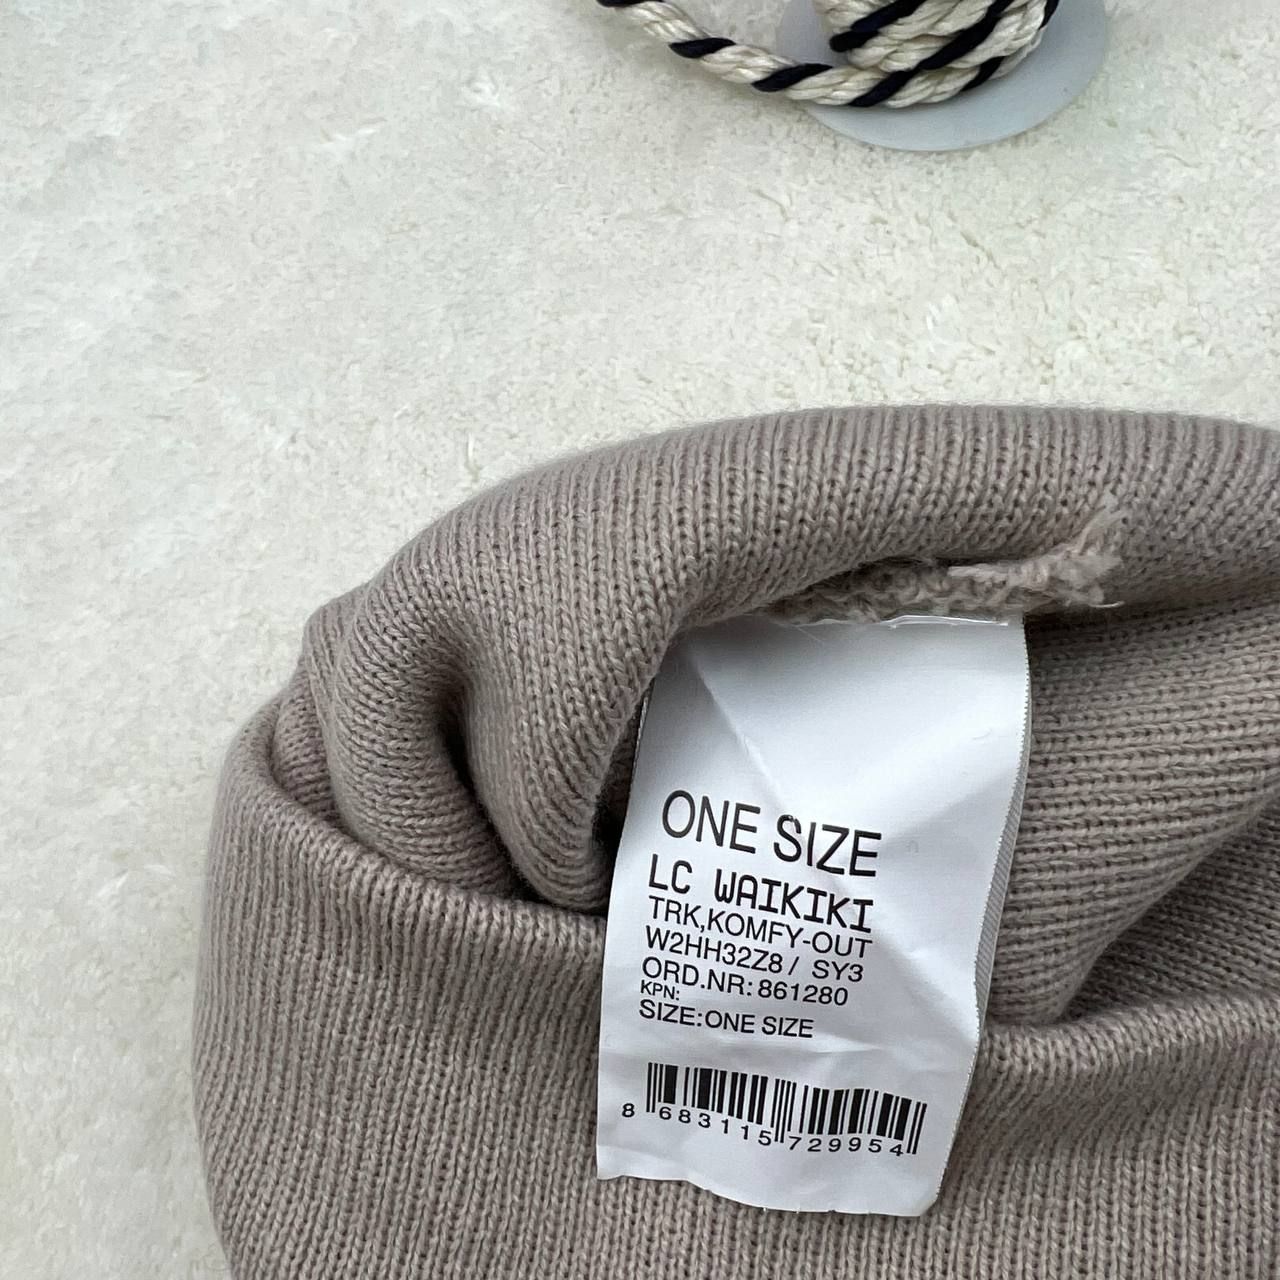 ONE SIZE
LC WAIKIKI
TRK,KOMFY-OUT
W2HH32Z8 / SY3
ORD.NR: 861280
KPN:
SIZE:ONE SIZE
8 683115 729954